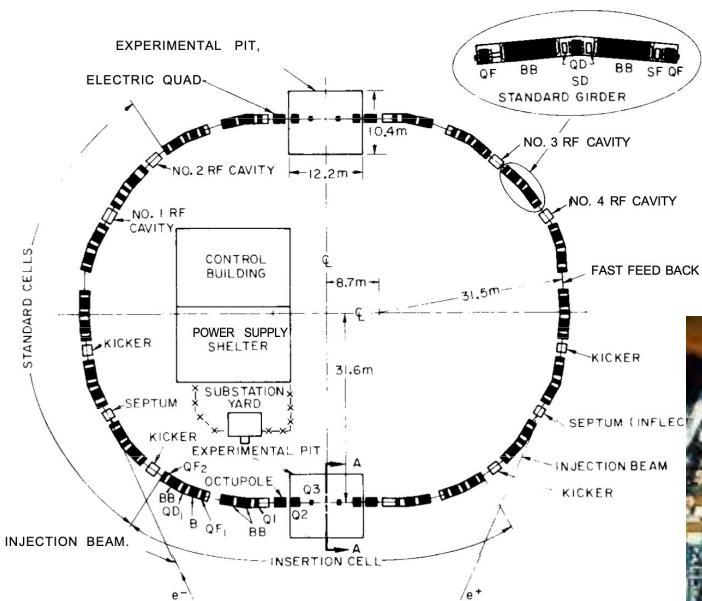 EXPERIMENTAL PIT,
ELECTRIC QUAD-
QF BB QD BB SF QF
SD
STANDARD GIRDER
10.4m
12.2m
NO. 3 RF CAVITY
NO. 2 RF CAVITY
NO. 4 RF CAVITY
NO. 1 RF
CAVITY
STANDARD CELLS
CONTROL
BUILDING
℄
FAST FEED BACK
8.7m
31.5m
℄
POWER SUPPLY
SHELTER
31.6m
KICKER
KICKER
SUBSTATION
YARD
SEPTUM
SEPTUM (INFLEC
KICKER
EXPERIMENTAL PIT
A
INJECTION BEAM
QF2
OCTUPOLE
Q3
KICKER
BB
QD1
B
QF1
BB
Q1
Q2
INJECTION BEAM.
A
INSERTION CELL
e-
e+